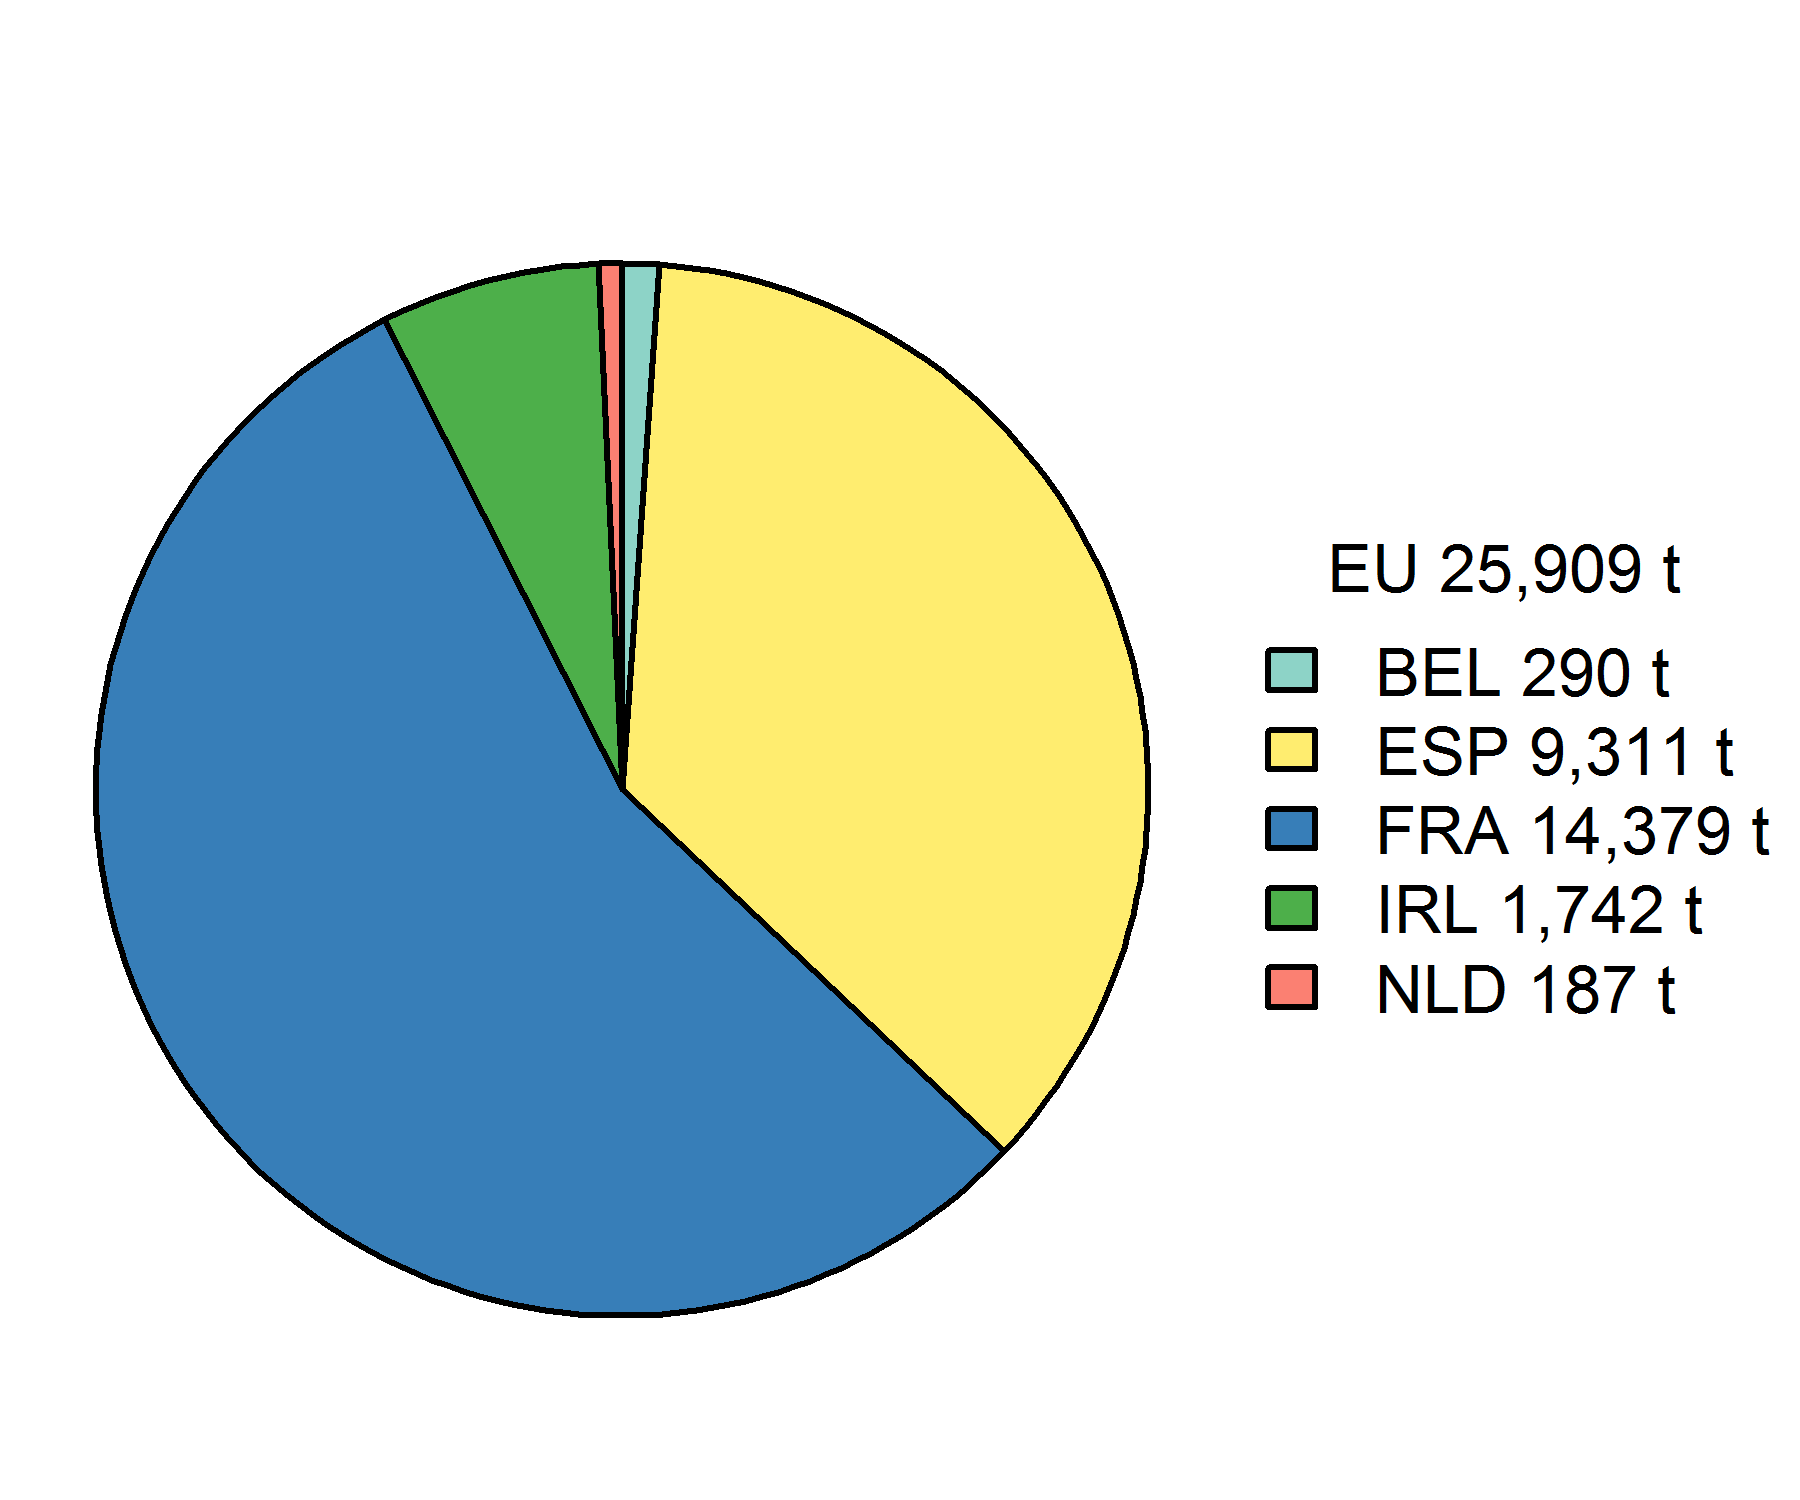 EU 25,909 t
BEL 290 t
ESP 9,311 t
FRA 14,379 t
IRL 1,742 t
NLD 187 t